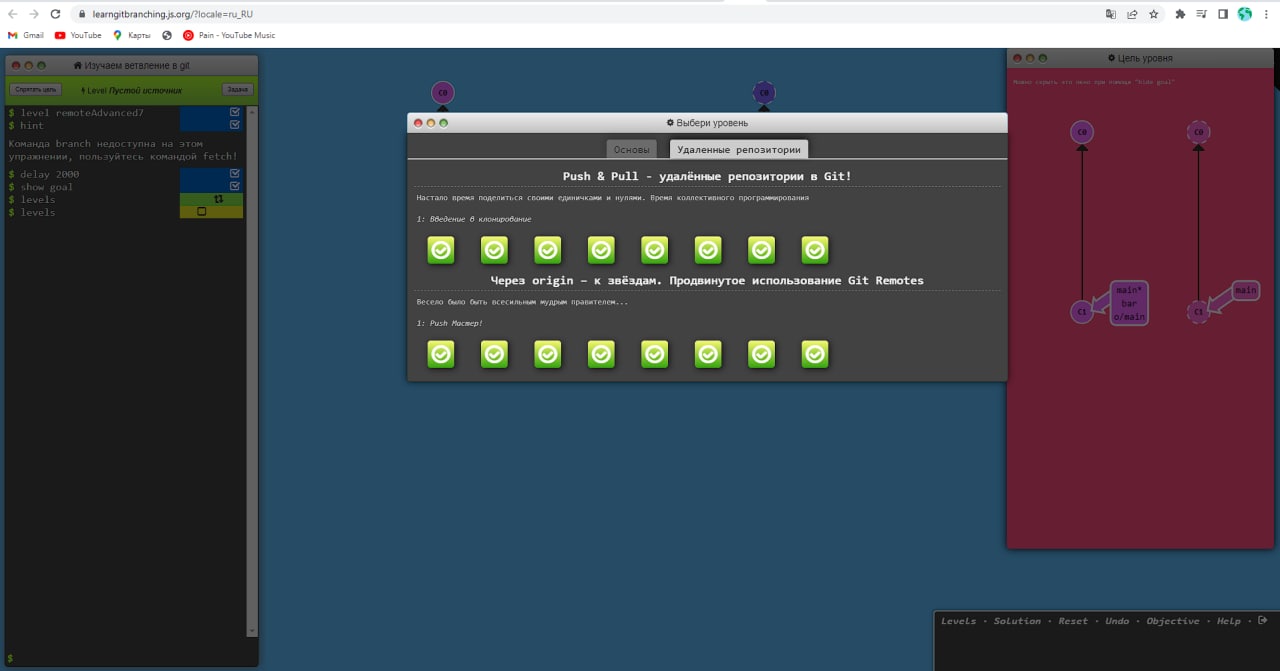 learngitbranching.js.org/?locale=ru_RU
Gmail
YouTube
Карты
Pain - YouTube Music
Изучаем ветвление в git
Спрятать цель
Level Пустой источник
Задача
$ level remoteAdvanced7
$ hint
Команда branch недоступна на этом
упражнении, пользуйтесь командой fetch!
$ delay 2000
$ show goal
$ levels
$ levels
$
C0
C0
Выбери уровень
Основы
Удаленные репозитории
Push & Pull - удалённые репозитории в Git!
Настало время поделиться своими единичками и нулями. Время коллективного программирования
1: Введение в клонирование
Через origin – к звёздам. Продвинутое использование Git Remotes
Весело было быть всесильным мудрым правителем...
1: Push Мастер!
Цель уровня
Можно скрыть это окно при помощи "hide goal"
C0
C0
main*
bar
o/main
C1
main
C1
Levels · Solution · Reset · Undo · Objective · Help ·